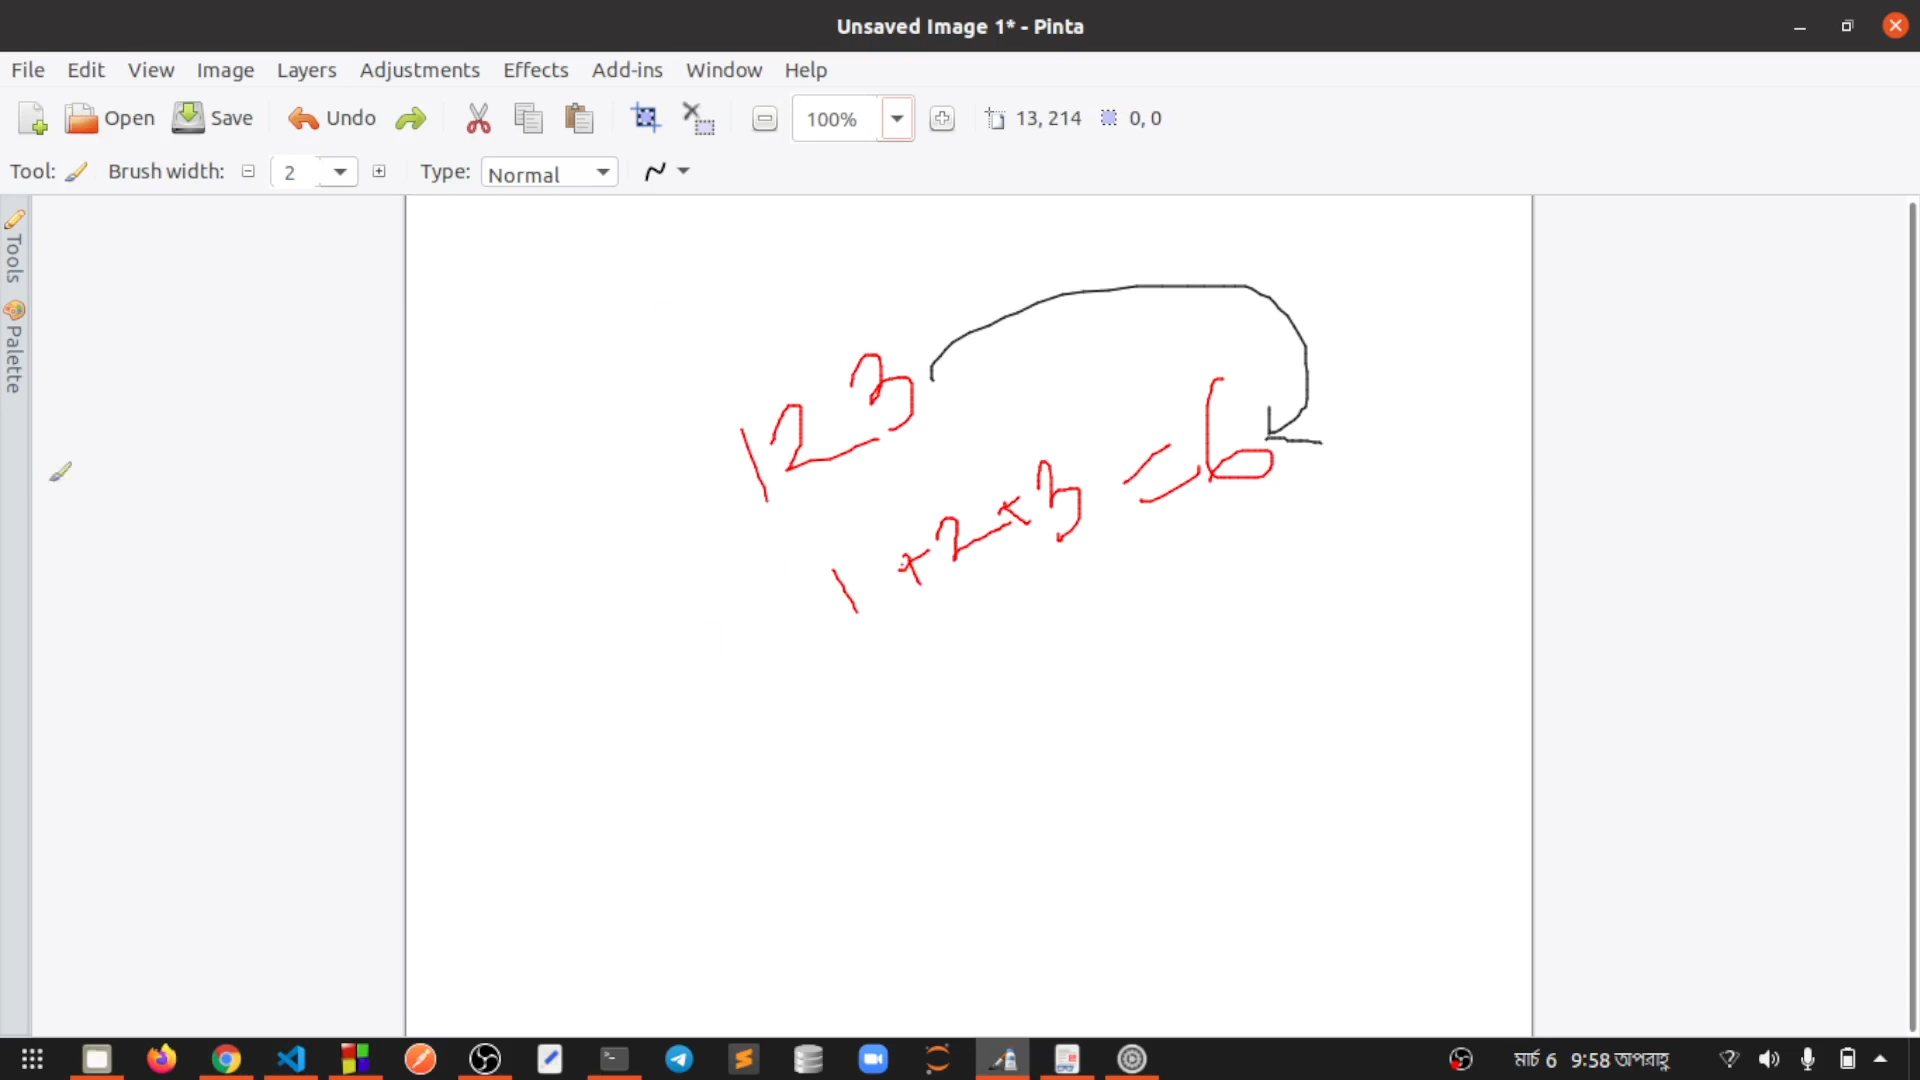 Unsaved Image 1* - Pinta
File Edit View Image Layers Adjustments Effects Add-ins Window Help
Open Save Undo 100% 13, 214 0, 0
Tool: Brush width: 2 Type: Normal
Tools
Palette
123
1+2+3=6
মার্চ 6 9:58 অপরাহ্ণ